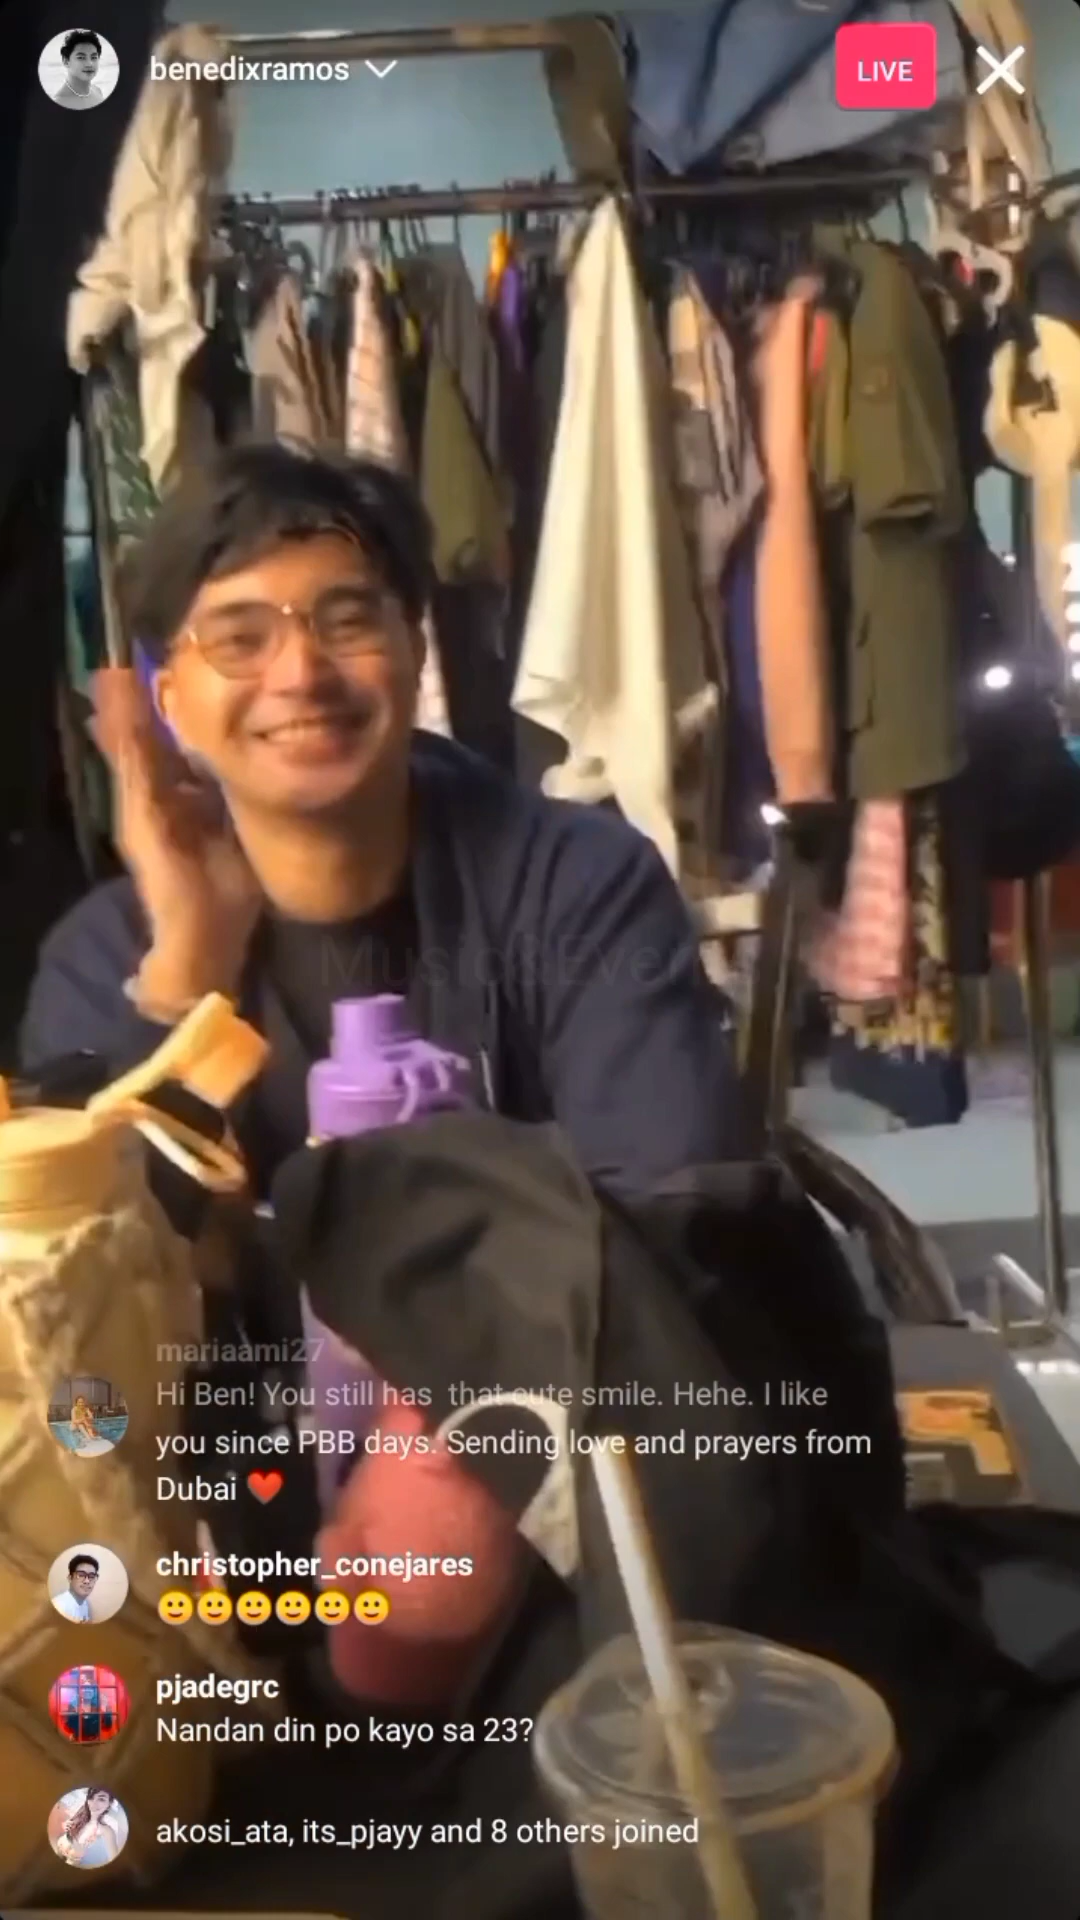 benedixramos
LIVE
mariaami27
Hi Ben! You still has  that cute smile. Hehe. I like
you since PBB days. Sending love and prayers from
Dubai ❤️
christopher_conejares
🙂🙂🙂🙂🙂🙂
pjadegrc
Nandan din po kayo sa 23?
akosi_ata, its_pjayy and 8 others joined